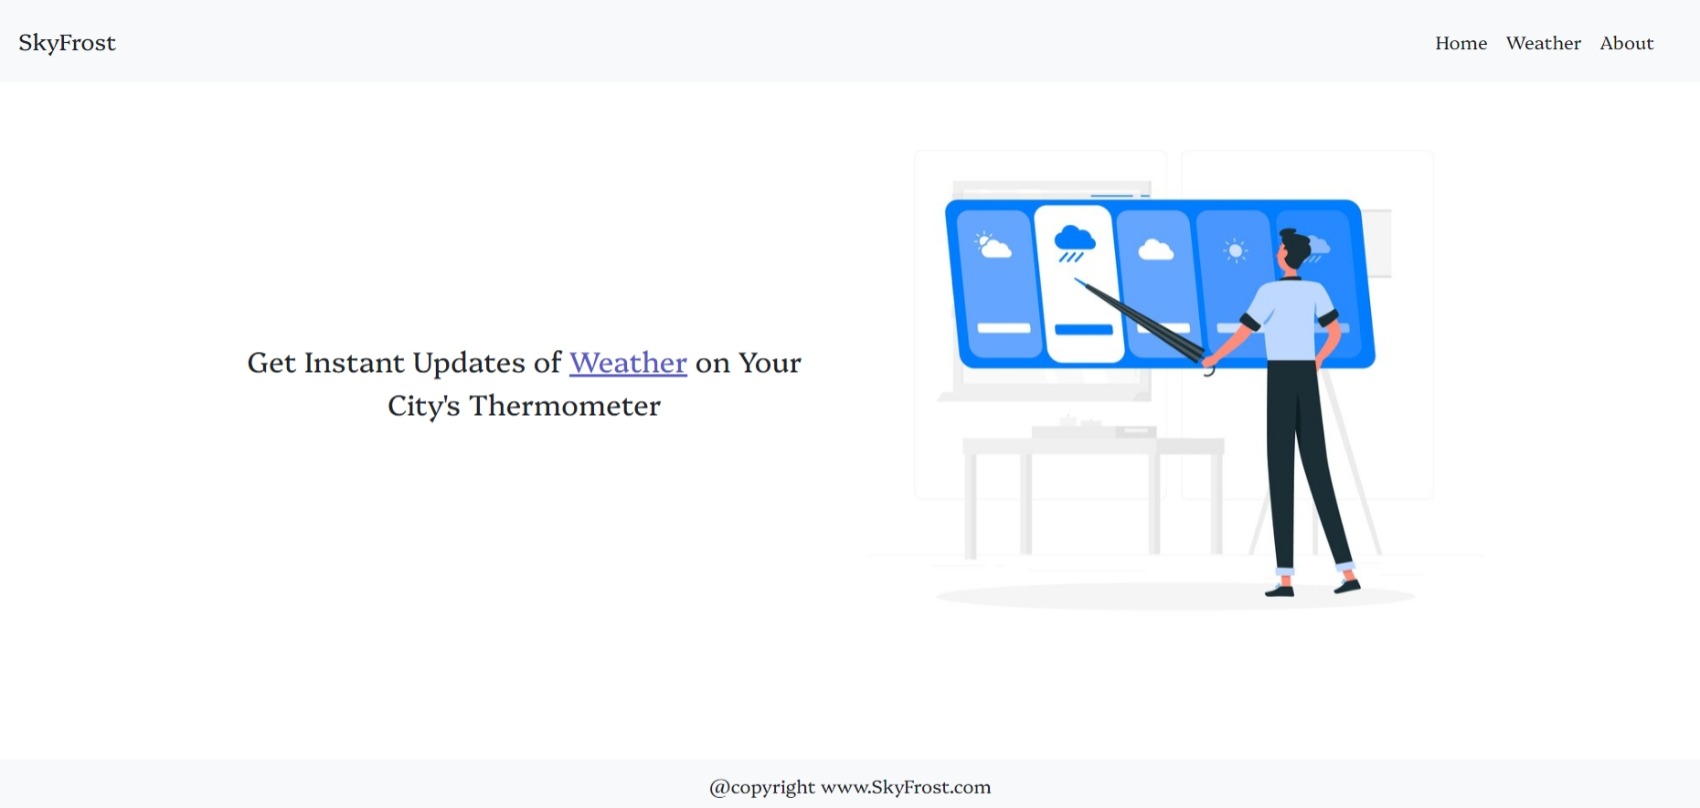 SkyFrost
Home Weather About
Get Instant Updates of Weather on Your
City's Thermometer
@copyright www.SkyFrost.com